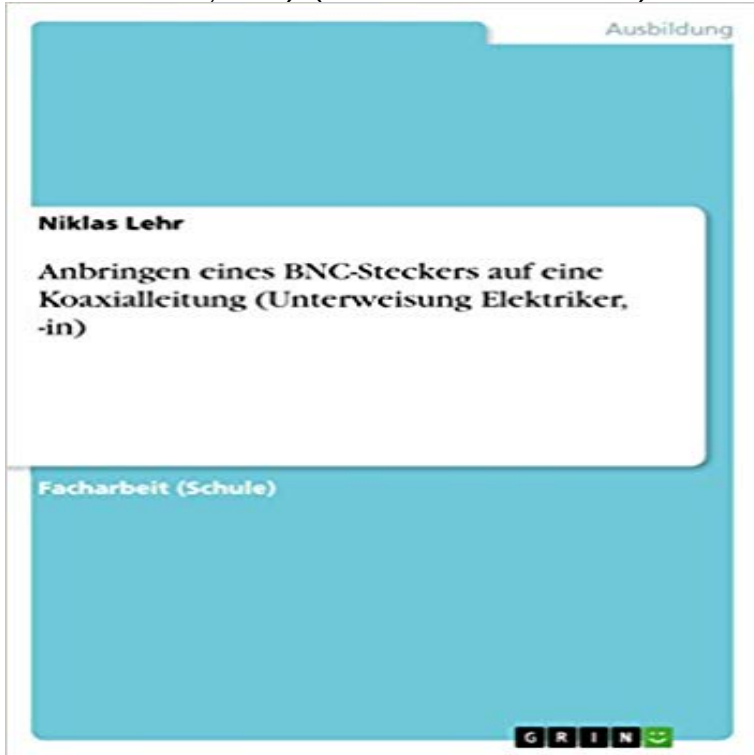 Ausbildung
Niklas Lehr
Anbringen eines BNC-Steckers auf eine
Koaxialleitung (Unterweisung Elektriker,
-in)
Facharbeit (Schule)
GRIN